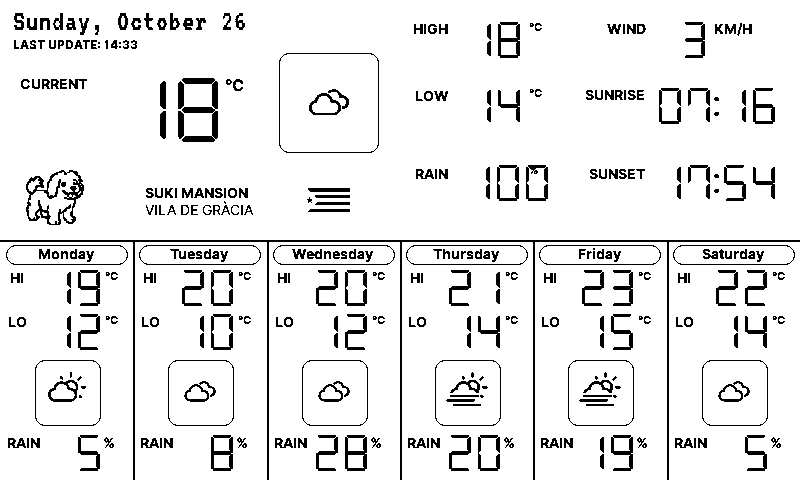 Sunday, October 26
LAST UPDATE: 14:33
CURRENT 18 °C
HIGH 18 °C
WIND 3 KM/H
LOW 14 °C
SUNRISE 07:16
RAIN 100 %
SUNSET 17:54
SUKI MANSION
VILA DE GRÀCIA
Monday
HI 19 °C
LO 12 °C
RAIN 5 %
Tuesday
HI 20 °C
LO 10 °C
RAIN 8 %
Wednesday
HI 20 °C
LO 12 °C
RAIN 28 %
Thursday
HI 21 °C
LO 14 °C
RAIN 20 %
Friday
HI 23 °C
LO 15 °C
RAIN 19 %
Saturday
HI 22 °C
LO 14 °C
RAIN 5 %